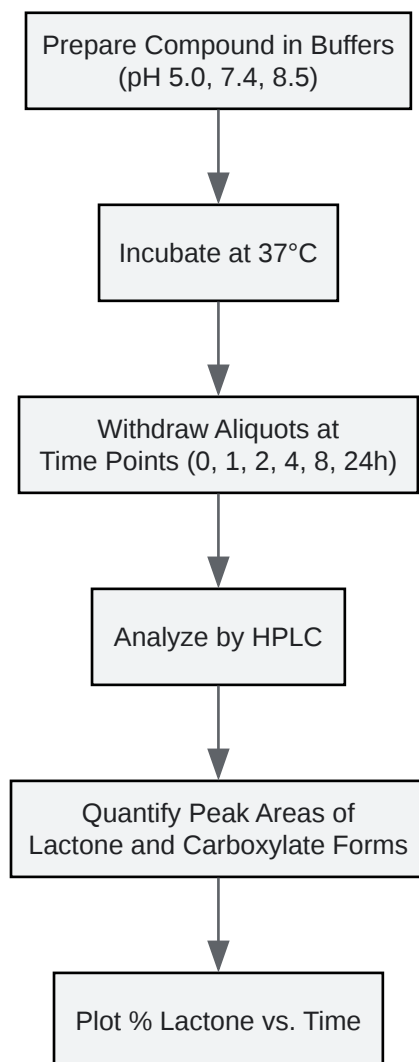 Prepare Compound in Buffers
(pH 5.0, 7.4, 8.5)
Incubate at 37°C
Withdraw Aliquots at
Time Points (0, 1, 2, 4, 8, 24h)
Analyze by HPLC
Quantify Peak Areas of
Lactone and Carboxylate Forms
Plot % Lactone vs. Time